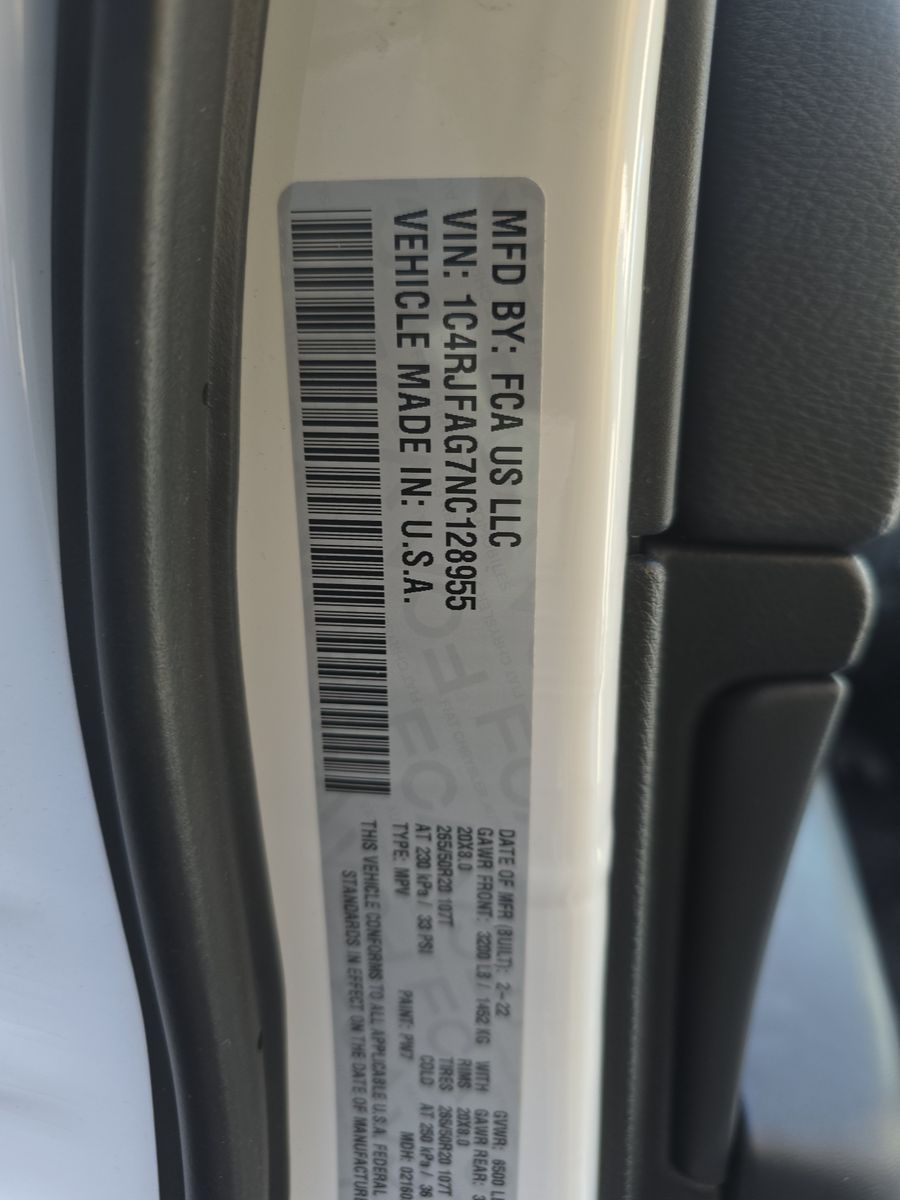 MFD BY: FCA US LLC
VIN: 1C4RJFAG7NC128955
VEHICLE MADE IN: U.S.A.
DATE OF MFR (BUILT): 2-22 GVWR: 6500
GAWR FRONT: 3200 LB / 1452 KG WITH GAWR REAR:
20X8.0 RIMS 20X8.0
265/50R20 107T TIRES 265/50R20 107T
AT 230 kPa / 33 PSI COLD AT 250 kPa / 36
TYPE: MPV PAINT: PW7 MDH: 02160
THIS VEHICLE CONFORMS TO ALL APPLICABLE U.S.A. FEDERAL
STANDARDS IN EFFECT ON THE DATE OF MANUFACTURE